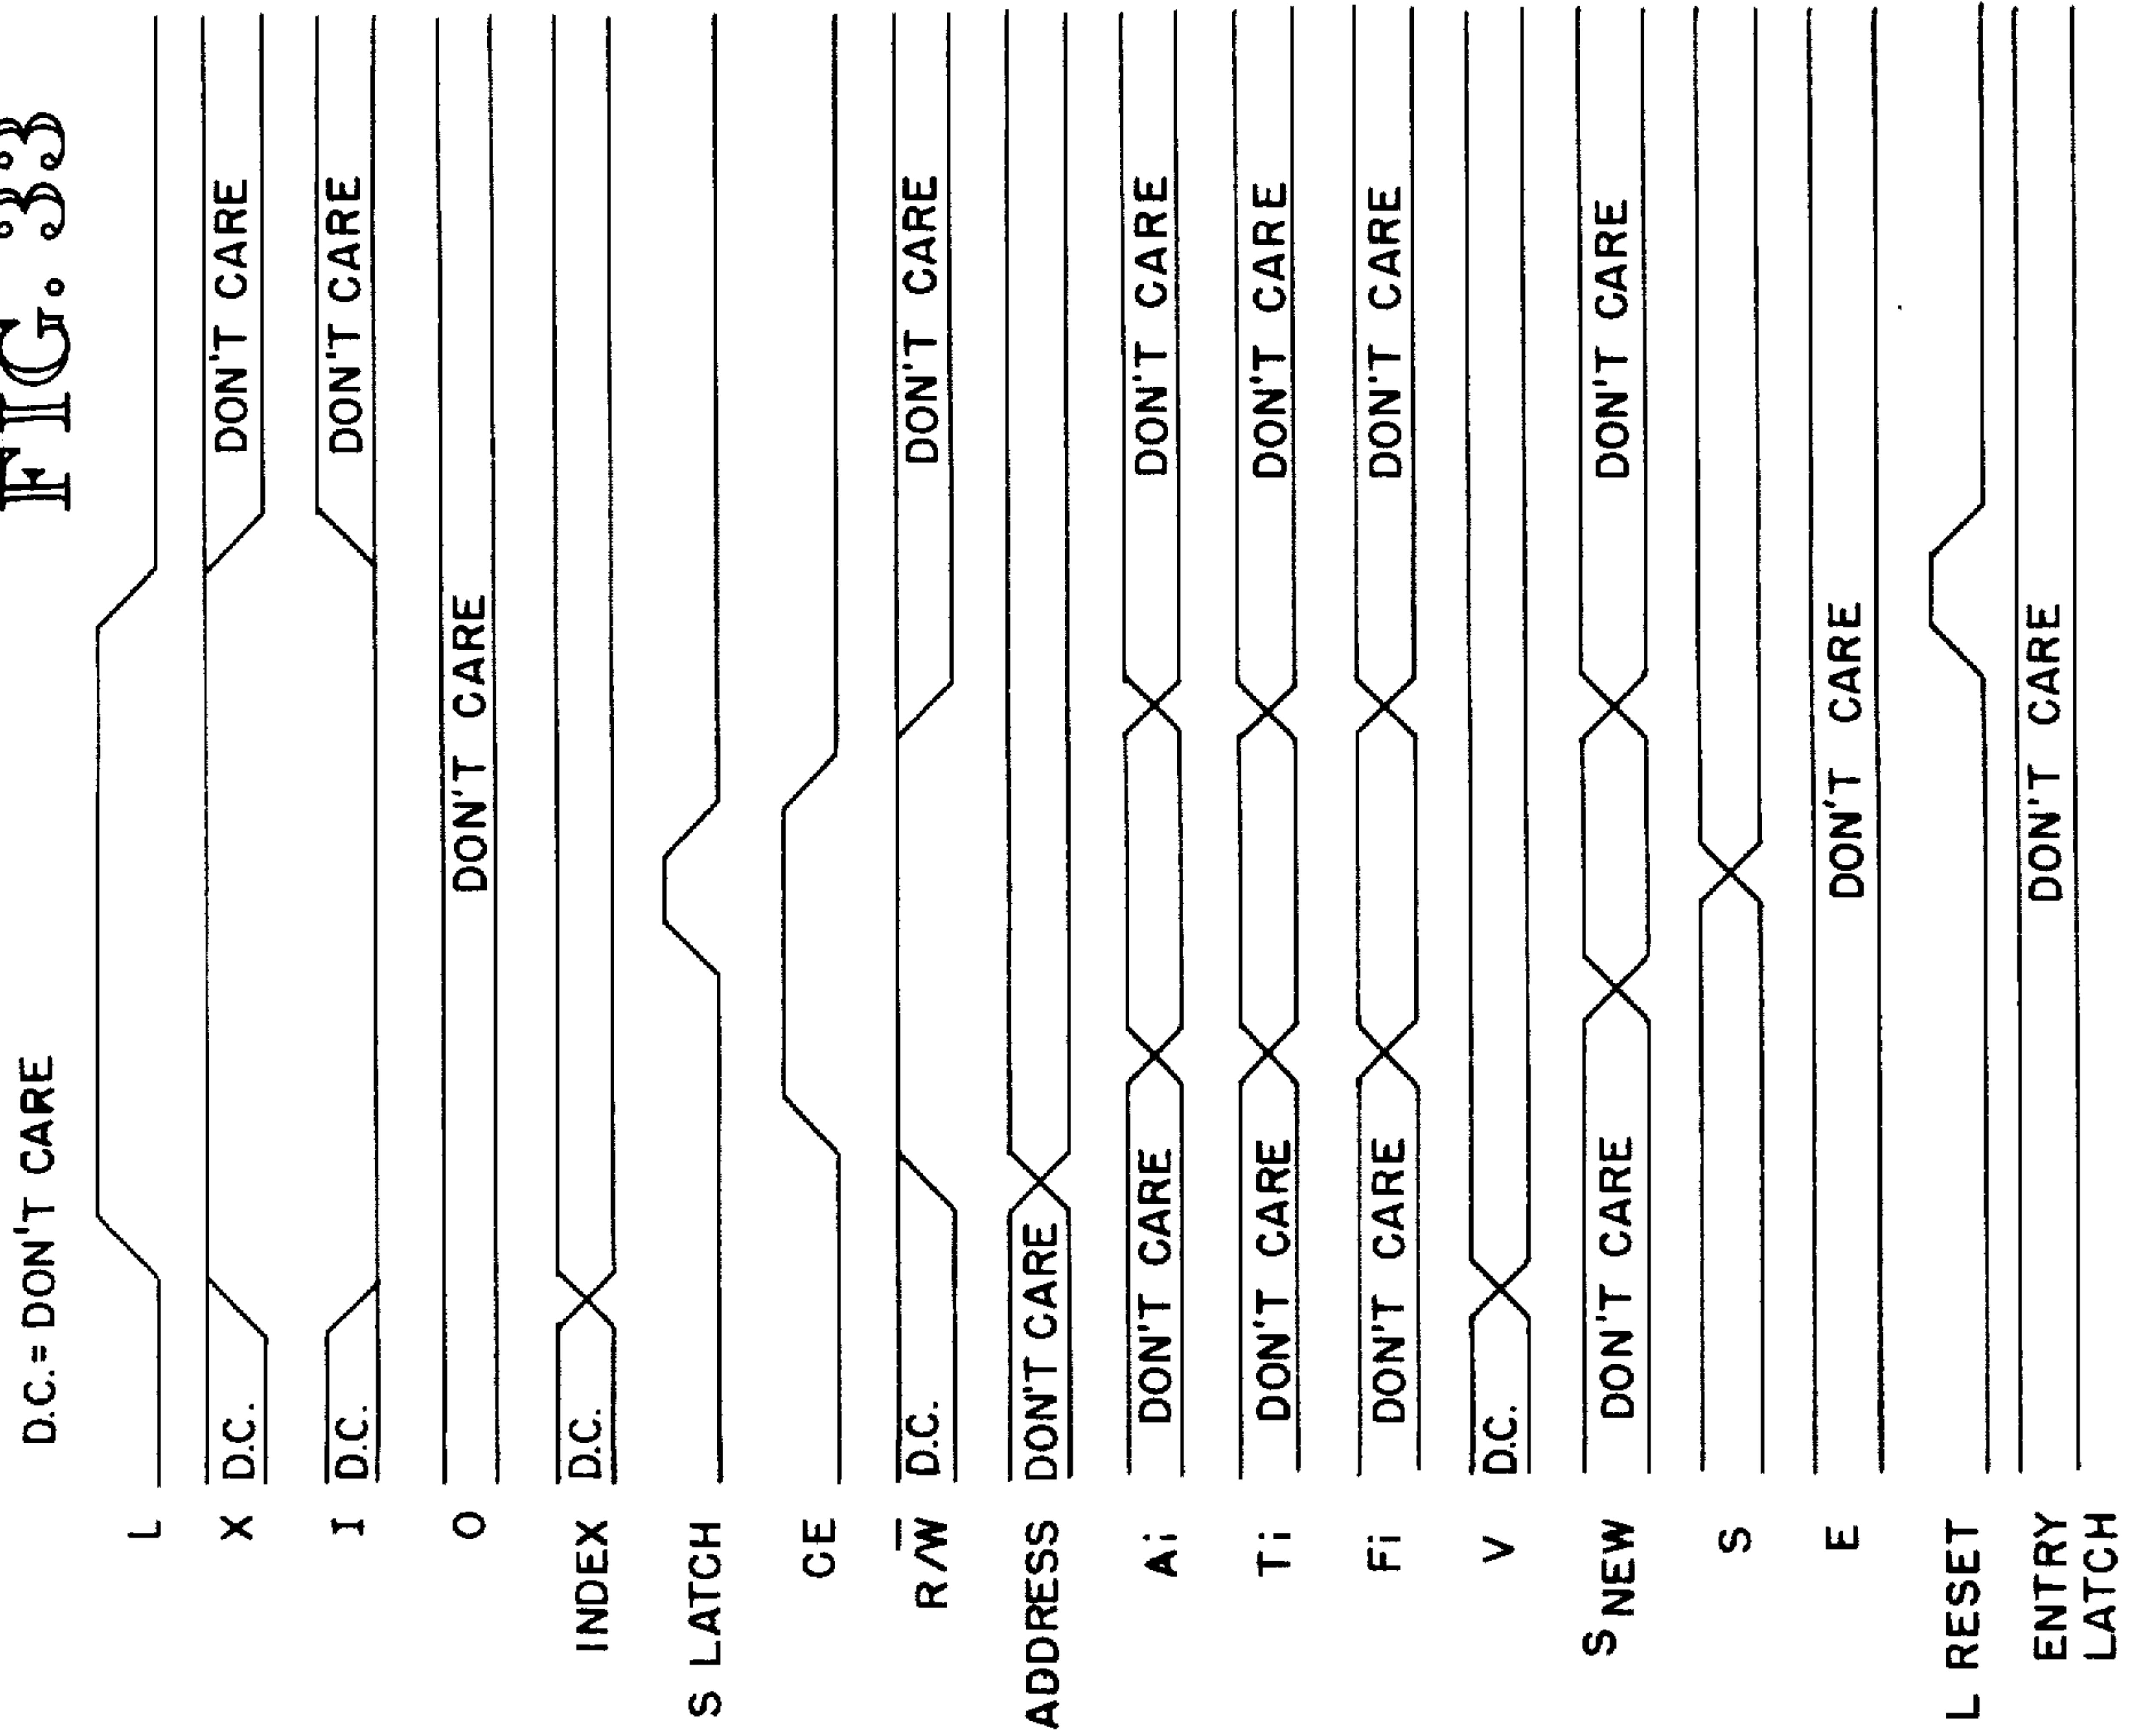 FIG. 33
D.C. = DON'T CARE
L
X D.C. DON'T CARE
I D.C. DON'T CARE
O DON'T CARE
INDEX D.C.
S LATCH
CE
R/W̅ D.C. DON'T CARE
ADDRESS DON'T CARE
Ai DON'T CARE DON'T CARE
Ti DON'T CARE DON'T CARE
Fi DON'T CARE DON'T CARE
V D.C.
S NEW DON'T CARE DON'T CARE
S
E DON'T CARE
L RESET
ENTRY DON'T CARE
LATCH